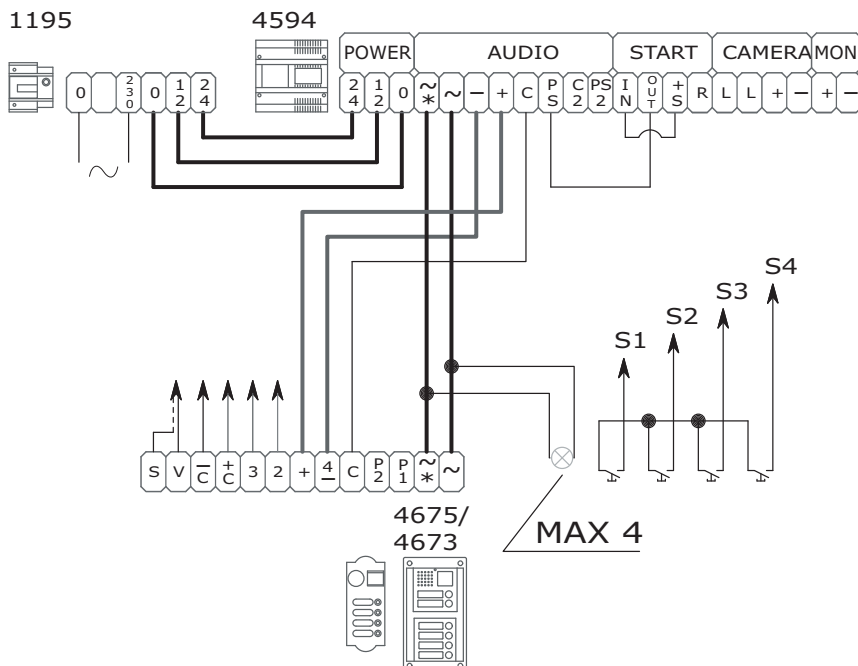 1195
4594
POWER AUDIO START CAMERA MON
0 230 0 12 24
24 12 0 ~* ~ – + C PS C2 PS2 IN OUT +S R L L + – + –
~
S4
S3
S2
S1
S V –C +C 3 2 + 4– C P2 P1 ~* ~
4675/
4673
MAX 4